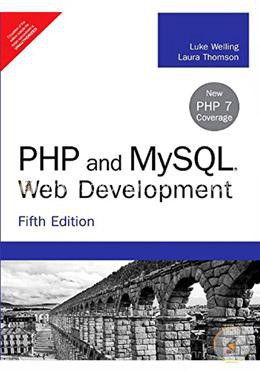 Luke Welling
Laura Thomson
New
PHP 7
Coverage
PHP and MySQL®
Web Development
Fifth Edition